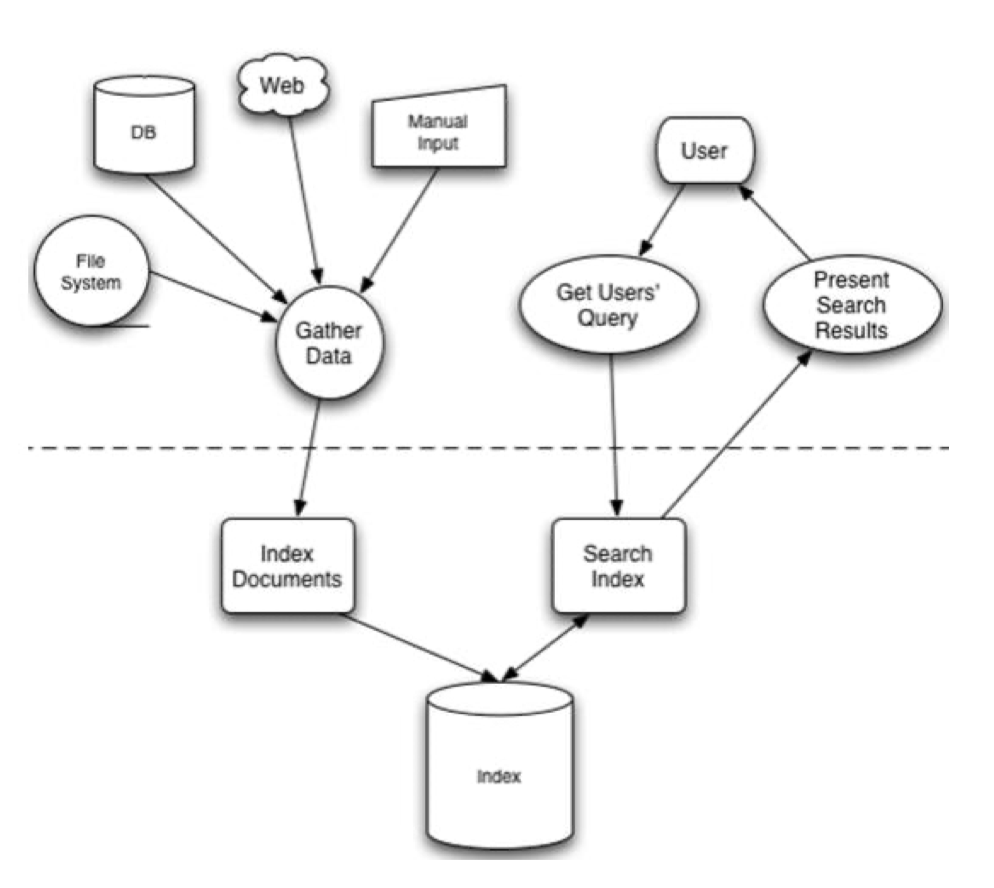 Web
DB
Manual
Input
User
File
System
Gather
Data
Get Users'
Query
Present
Search
Results
Index
Documents
Search
Index
Index